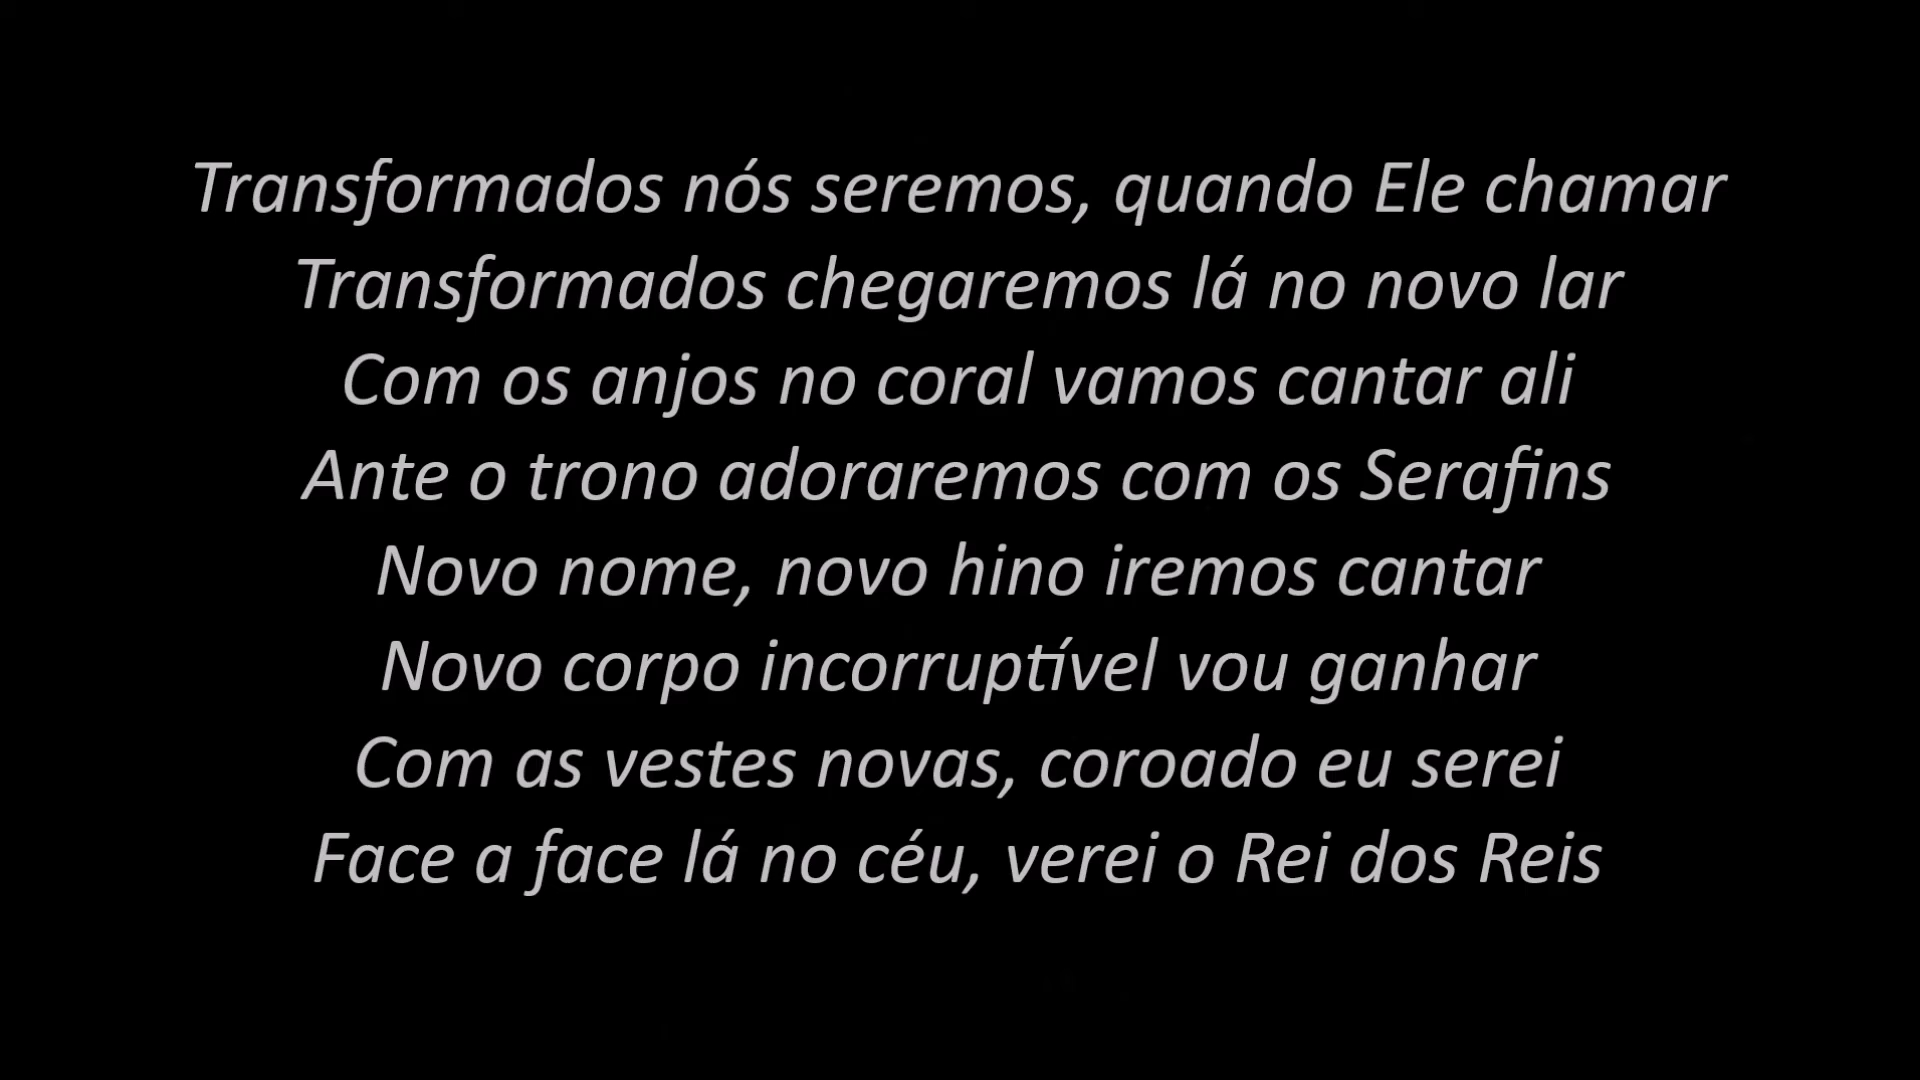 Transformados nós seremos, quando Ele chamar
Transformados chegaremos lá no novo lar
Com os anjos no coral vamos cantar ali
Ante o trono adoraremos com os Serafins
Novo nome, novo hino iremos cantar
Novo corpo incorruptível vou ganhar
Com as vestes novas, coroado eu serei
Face a face lá no céu, verei o Rei dos Reis